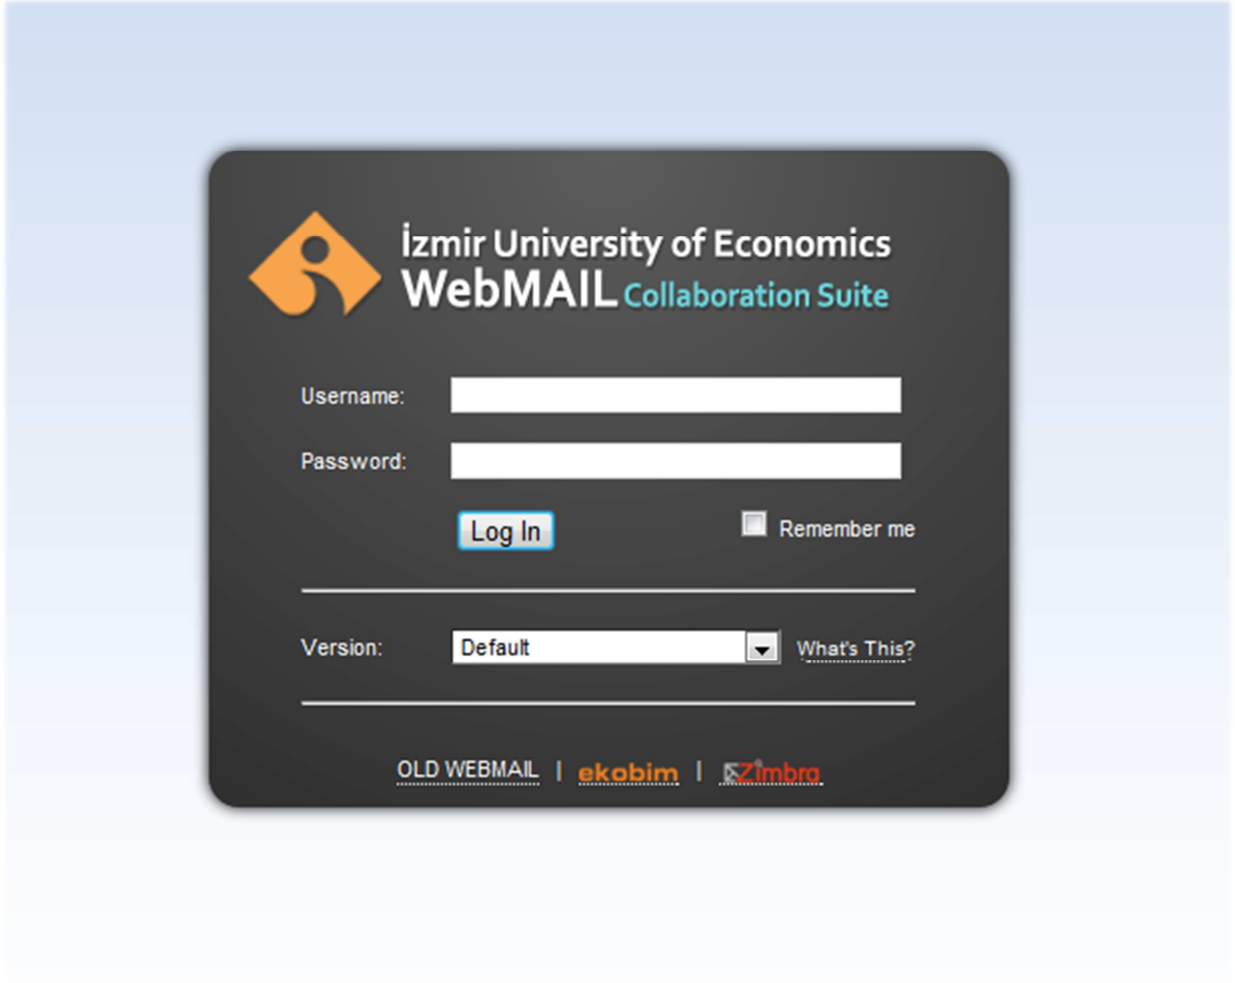 İzmir University of Economics
WebMAIL Collaboration Suite
Username:
Password:
Log In Remember me
Version: Default What's This?
OLD WEBMAIL | ekobim | Zimbra